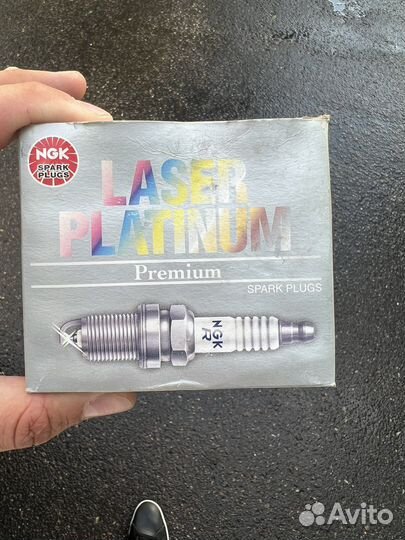 NGK
SPARK
PLUGS
LASER
PLATINUM
Premium
SPARK PLUGS
NGK
R
Avito